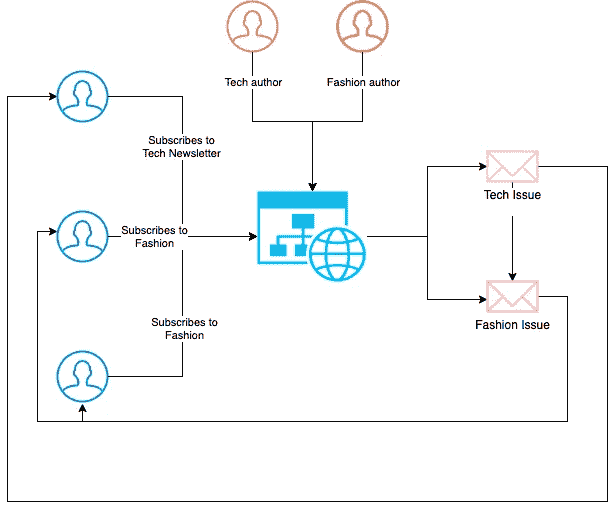 Tech author
Fashion author
Subscribes to
Tech Newsletter
Subscribes to
Fashion
Subscribes to
Fashion
Tech Issue
Fashion Issue